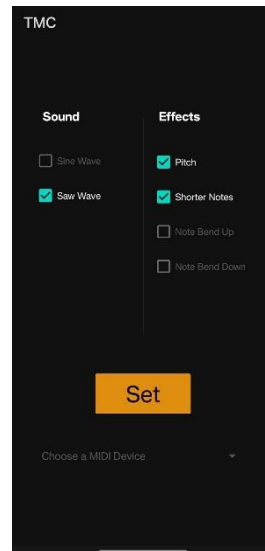 TMC
Sound
Effects
Sine Wave
Pitch
Saw Wave
Shorter Notes
Note Bend Up
Note Bend Down
Set
Choose a MIDI Device